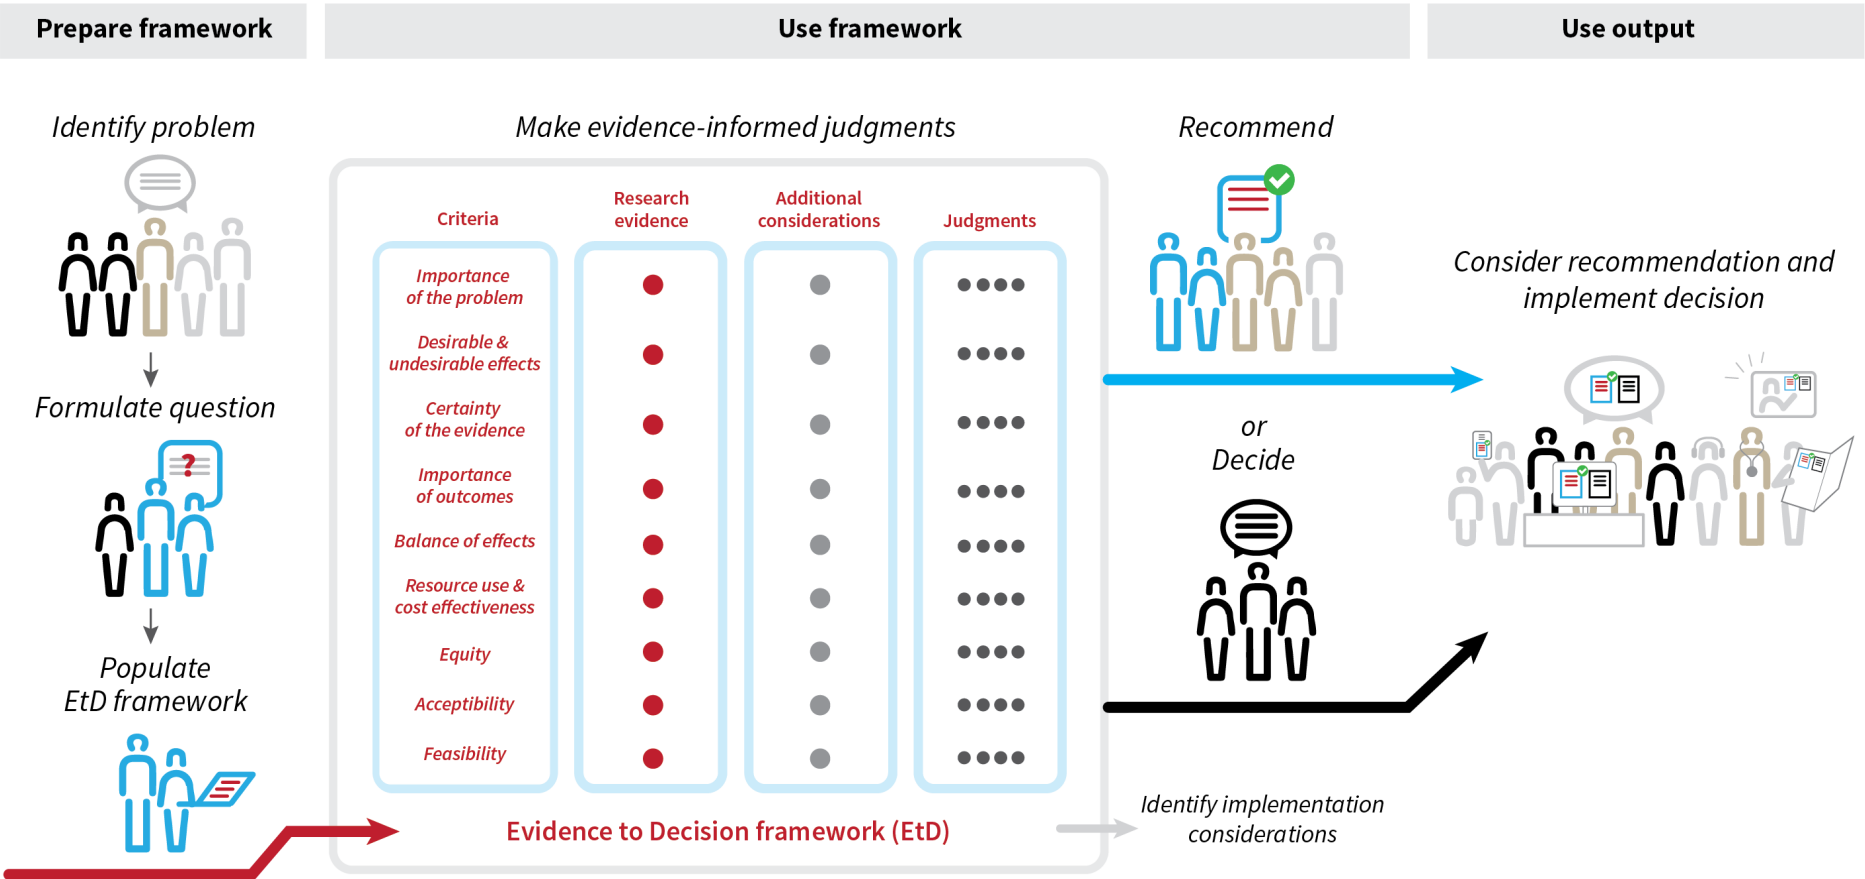 Prepare framework
Use framework
Use output
Identify problem
Formulate question
?
Populate
EtD framework
Make evidence-informed judgments
Criteria
Research
evidence
Additional
considerations
Judgments
Importance
of the problem
Desirable &
undesirable effects
Certainty
of the evidence
Importance
of outcomes
Balance of effects
Resource use &
cost effectiveness
Equity
Acceptibility
Feasibility
Evidence to Decision framework (EtD)
Recommend
or
Decide
Identify implementation
considerations
Consider recommendation and
implement decision